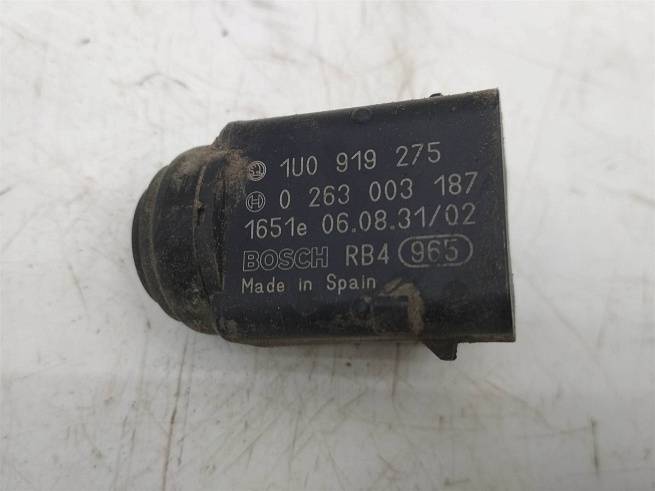 1U0 919 275
0 263 003 187
1651e 06.08.31/02
BOSCH RB4 965
Made in Spain